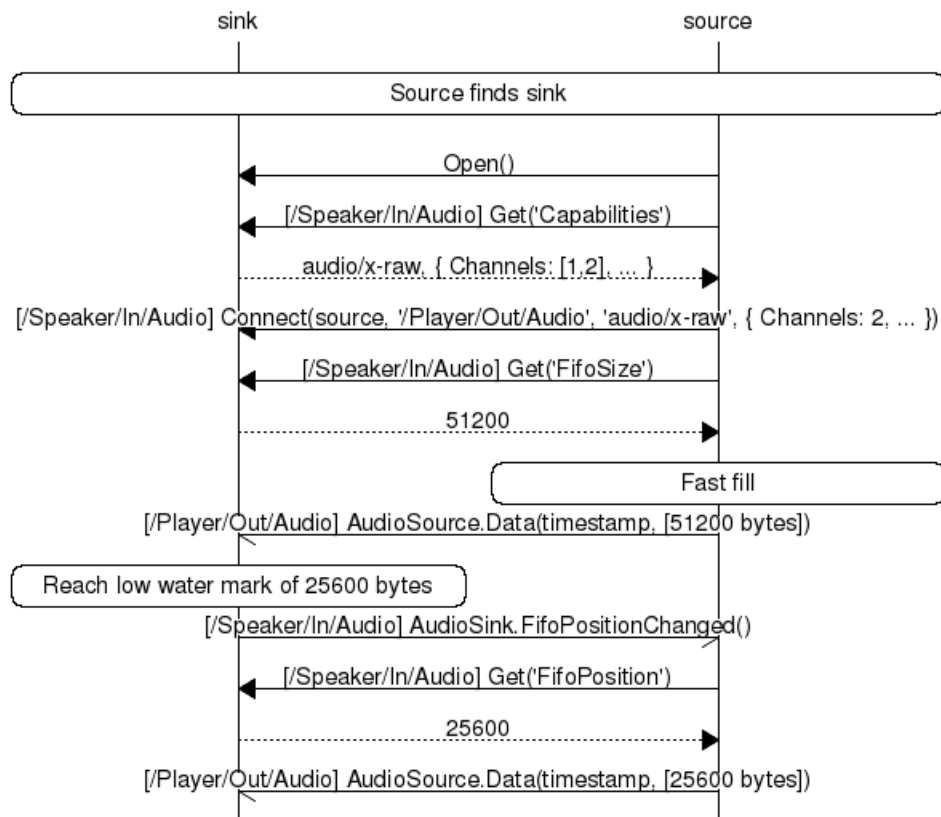 sink
source
Source finds sink
Open()
[/Speaker/In/Audio] Get('Capabilities')
audio/x-raw, { Channels: [1,2], ... }
[/Speaker/In/Audio] Connect(source, '/Player/Out/Audio', 'audio/x-raw', { Channels: 2, ... })
[/Speaker/In/Audio] Get('FifoSize')
51200
Fast fill
[/Player/Out/Audio] AudioSource.Data(timestamp, [51200 bytes])
Reach low water mark of 25600 bytes
[/Speaker/In/Audio] AudioSink.FifoPositionChanged()
[/Speaker/In/Audio] Get('FifoPosition')
25600
[/Player/Out/Audio] AudioSource.Data(timestamp, [25600 bytes])